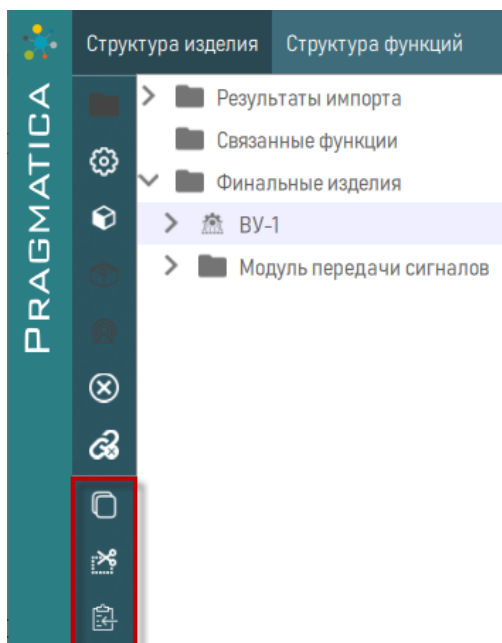 PRAGMATICA
Структура изделия Структура функций
Результаты импорта
Связанные функции
Финальные изделия
ВУ-1
Модуль передачи сигналов